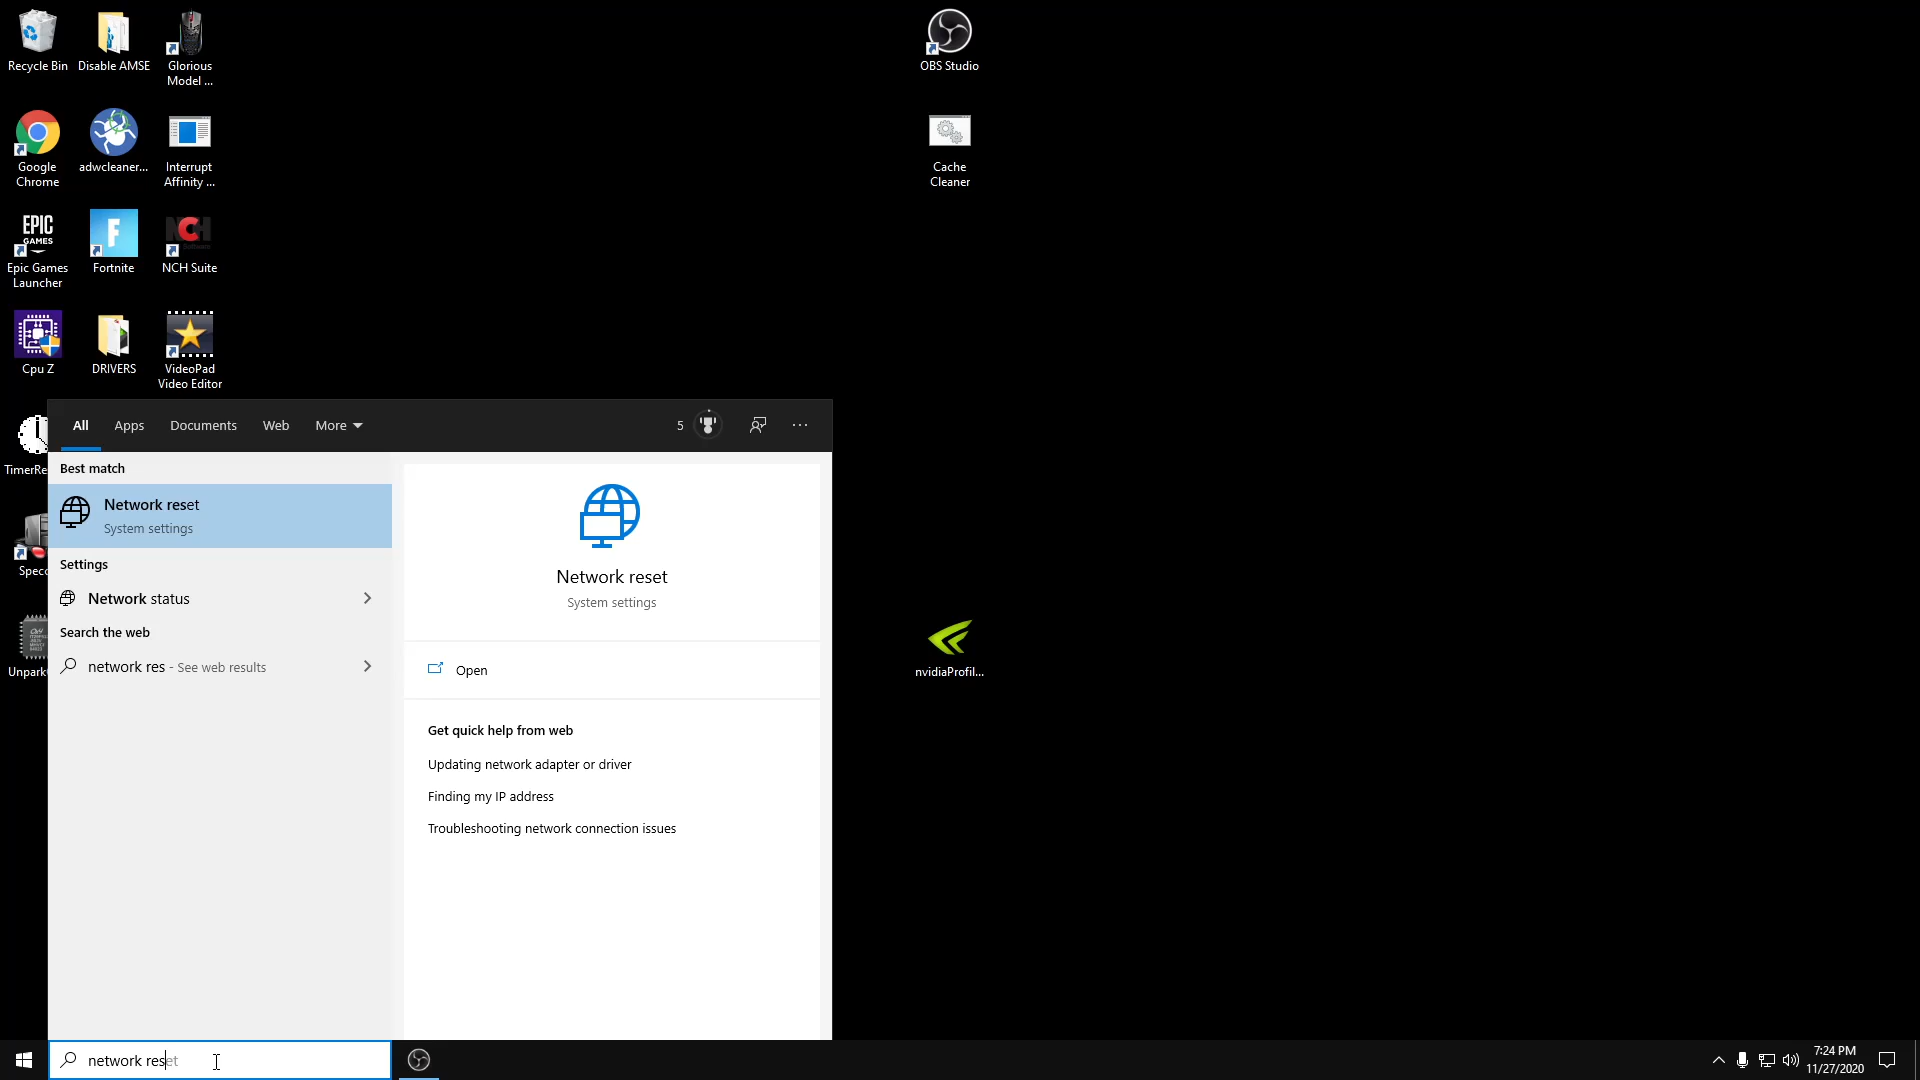 Recycle Bin
Disable AMSE
Glorious
Model ...
OBS Studio
Google
Chrome
adwcleaner...
Interrupt
Affinity ...
Cache
Cleaner
EPIC
GAMES
Epic Games
Launcher
F
Fortnite
NCH
NCH Suite
Cpu Z
DRIVERS
VideoPad
Video Editor
TimerRe
Specc
Unpark
nvidiaProfil...
All
Apps
Documents
Web
More
5
Best match
Network reset
System settings
Settings
Network status
Search the web
network res - See web results
Network reset
System settings
Open
Get quick help from web
Updating network adapter or driver
Finding my IP address
Troubleshooting network connection issues
network reset
7:24 PM
11/27/2020